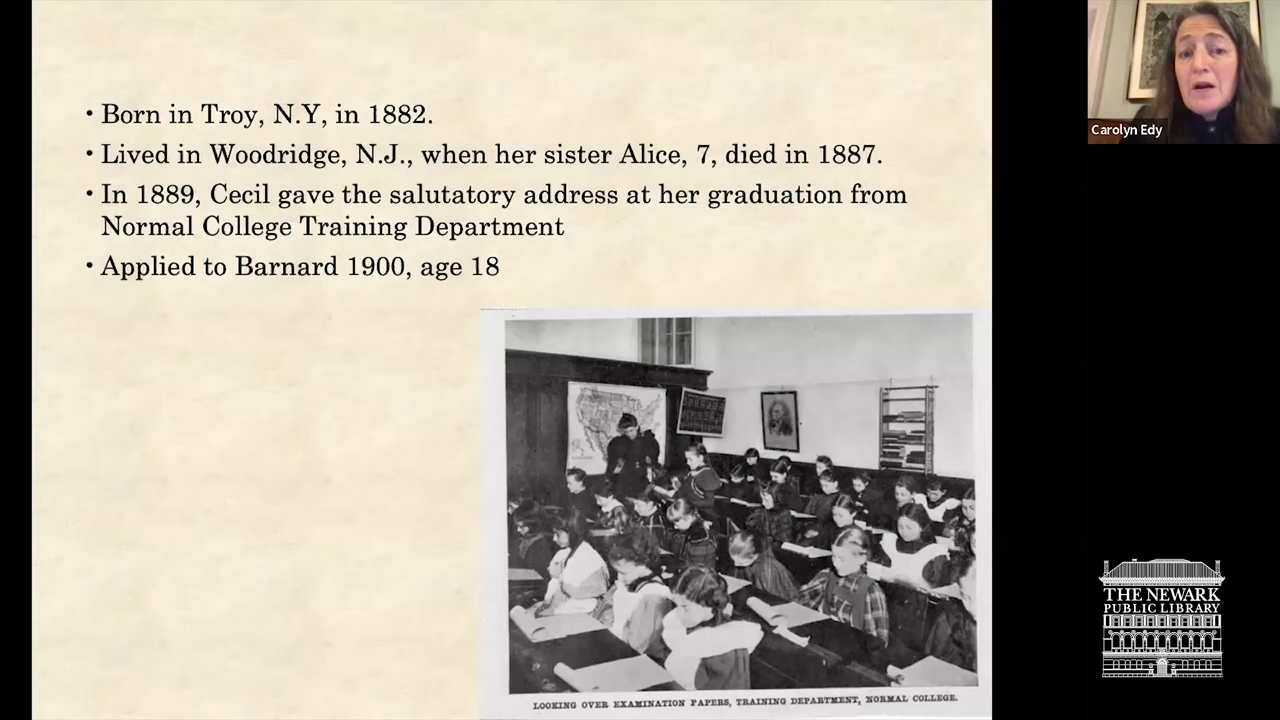 • Born in Troy, N.Y, in 1882.
• Lived in Woodridge, N.J., when her sister Alice, 7, died in 1887.
• In 1889, Cecil gave the salutatory address at her graduation from
Normal College Training Department
• Applied to Barnard 1900, age 18
LOOKING OVER EXAMINATION PAPERS, TRAINING DEPARTMENT, NORMAL COLLEGE.
Carolyn Edy
THE NEWARK
PUBLIC LIBRARY